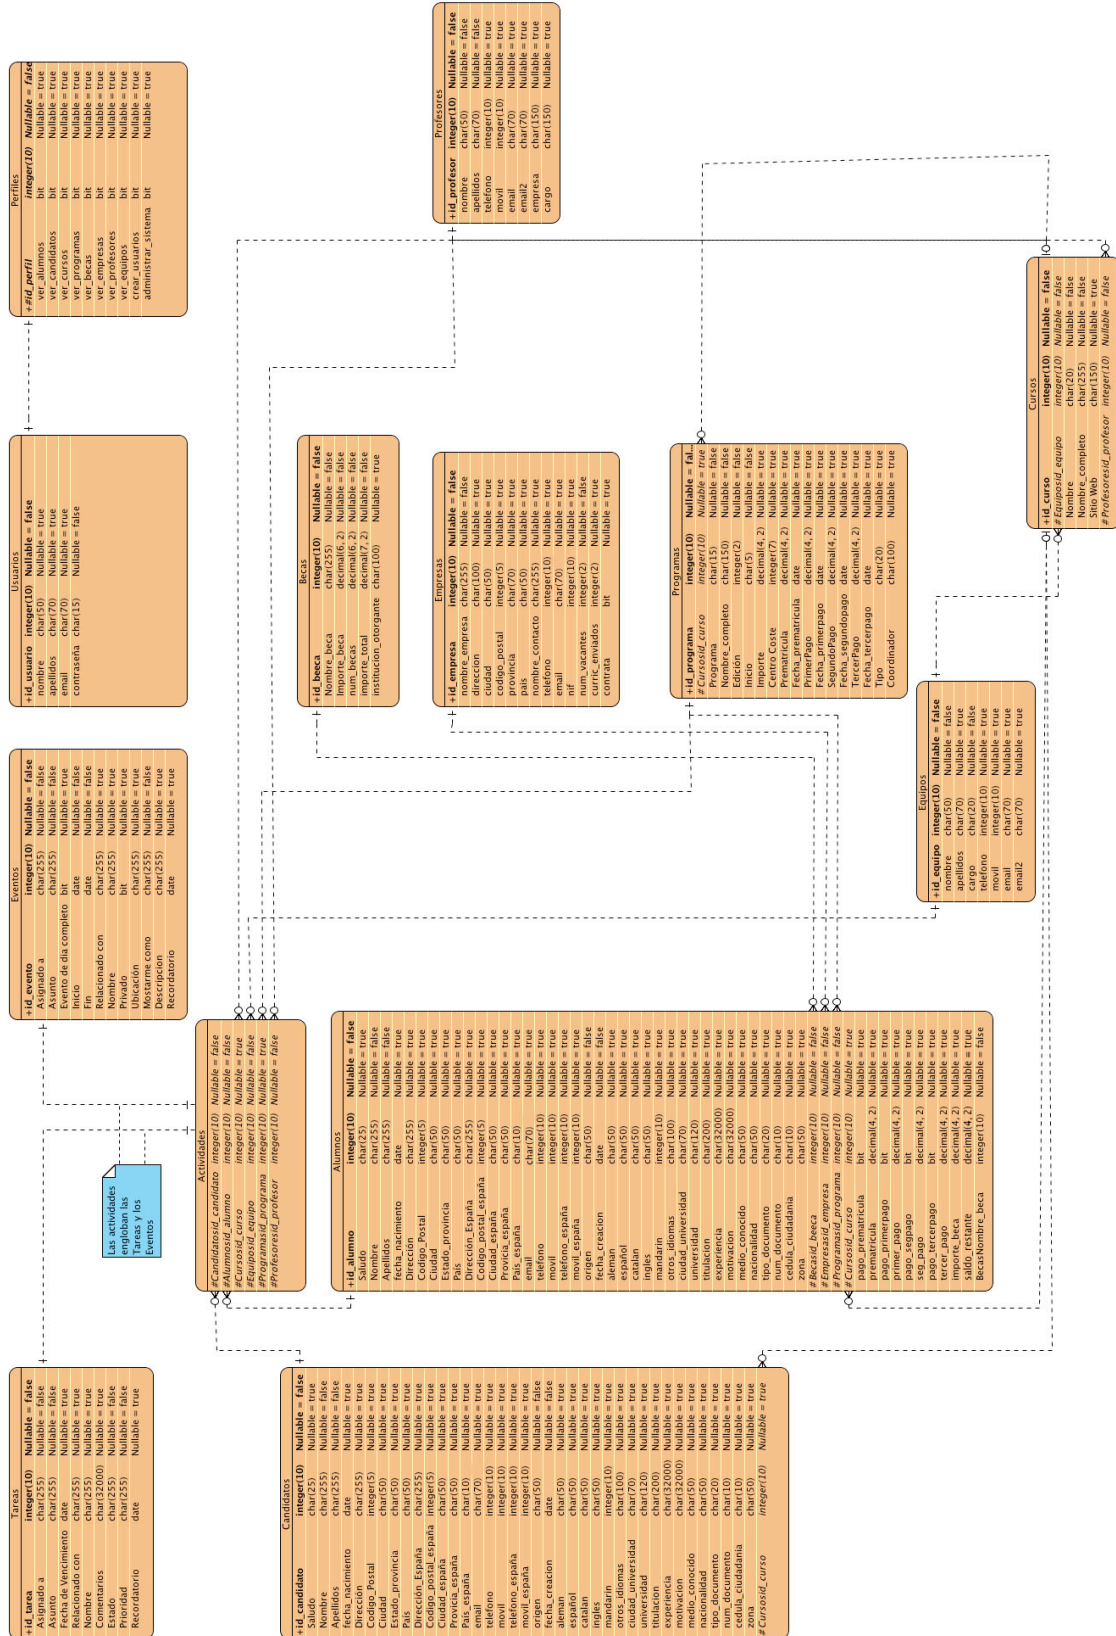 Tareas
+id_tarea integer(10) Nullable = false
Asignado a char(255) Nullable = false
Asunto char(255) Nullable = false
Fecha de Vencimiento date Nullable = true
Relacionado con char(255) Nullable = true
Nombre char(255) Nullable = true
Comentarios char(32000) Nullable = true
Estado char(255) Nullable = false
Prioridad char(255) Nullable = false
Recordatorio date Nullable = true
Las actividades
engloban las
Tareas y los
Eventos
Eventos
+id_evento integer(10) Nullable = false
Asignado a char(255) Nullable = false
Asunto char(255) Nullable = false
Evento de dia completo bit Nullable = true
Inicio date Nullable = false
Fin date Nullable = false
Relacionado con char(255) Nullable = true
Nombre char(255) Nullable = true
Privado bit Nullable = true
Ubicación char(255) Nullable = true
Mostarme como char(255) Nullable = false
Descripcion char(255) Nullable = true
Recordatorio date Nullable = true
Usuarios
+id_usuario integer(10) Nullable = false
nombre char(50) Nullable = true
apellidos char(70) Nullable = true
email char(70) Nullable = true
contraseña char(15) Nullable = false
Perfiles
+#id_perfil integer(10) Nullable = false
ver_alumnos bit Nullable = true
ver_candidatos bit Nullable = true
ver_cursos bit Nullable = true
ver_programas bit Nullable = true
ver_becas bit Nullable = true
ver_empresas bit Nullable = true
ver_profesores bit Nullable = true
ver_equipos bit Nullable = true
crear_usuarios bit Nullable = true
administrar_sistema bit Nullable = true
Candidatos
+id_candidato integer(10) Nullable = false
Saludo char(25) Nullable = true
Nombre char(255) Nullable = false
Apellidos char(255) Nullable = false
fecha_nacimiento date Nullable = true
Dirección char(255) Nullable = true
Codigo_Postal integer(5) Nullable = true
Ciudad char(50) Nullable = true
Estado_provincia char(50) Nullable = true
Pais char(50) Nullable = true
Dirección_España char(255) Nullable = true
Codigo_postal_españa integer(5) Nullable = true
Ciudad_españa char(50) Nullable = true
Provicia_españa char(50) Nullable = true
Pais_españa char(10) Nullable = true
email char(70) Nullable = true
telefono integer(10) Nullable = true
movil integer(10) Nullable = true
telefono_españa integer(10) Nullable = true
movil_españa integer(10) Nullable = true
origen char(50) Nullable = false
fecha_creacion date Nullable = false
aleman char(50) Nullable = true
español char(50) Nullable = true
catalan char(50) Nullable = true
ingles char(50) Nullable = true
mandarin integer(10) Nullable = true
otros_idiomas char(100) Nullable = true
ciudad_universidad char(70) Nullable = true
universidad char(120) Nullable = true
titulacion char(200) Nullable = true
experiencia char(32000) Nullable = true
motivacion char(32000) Nullable = true
medio_conocido char(50) Nullable = true
nacionalidad char(50) Nullable = true
tipo_documento char(20) Nullable = true
num_documento char(10) Nullable = true
cedula_ciudadania char(10) Nullable = true
zona char(50) Nullable = true
#Cursosid_curso integer(10) Nullable = true
Actividades
#Candidatosid_candidato integer(10) Nullable = false
#Alumnosid_alumno integer(10) Nullable = false
#Cursosid_curso integer(10) Nullable = true
#Equiposid_equipo integer(10) Nullable = false
#Programasid_programa integer(10) Nullable = true
#Profesoresid_profesor integer(10) Nullable = false
Alumnos
+id_alumno integer(10) Nullable = false
Saludo char(25) Nullable = true
Nombre char(255) Nullable = false
Apellidos char(255) Nullable = false
fecha_nacimiento date Nullable = true
Dirección char(255) Nullable = true
Codigo_Postal integer(5) Nullable = true
Ciudad char(50) Nullable = true
Estado_provincia char(50) Nullable = true
Pais char(50) Nullable = true
Dirección_España char(255) Nullable = true
Codigo_postal_españa integer(5) Nullable = true
Ciudad_españa char(50) Nullable = true
Provicia_españa char(50) Nullable = true
Pais_españa char(10) Nullable = true
email char(70) Nullable = true
telefono integer(10) Nullable = true
movil integer(10) Nullable = true
telefono_españa integer(10) Nullable = true
movil_españa integer(10) Nullable = true
origen char(50) Nullable = false
fecha_creacion date Nullable = false
aleman char(50) Nullable = true
español char(50) Nullable = true
catalan char(50) Nullable = true
ingles char(50) Nullable = true
mandarin integer(10) Nullable = true
otros_idiomas char(100) Nullable = true
ciudad_universidad char(70) Nullable = true
universidad char(120) Nullable = true
titulacion char(200) Nullable = true
experiencia char(32000) Nullable = true
motivacion char(32000) Nullable = true
medio_conocido char(50) Nullable = true
nacionalidad char(50) Nullable = true
tipo_documento char(20) Nullable = true
num_documento char(10) Nullable = true
cedula_ciudadania char(10) Nullable = true
zona char(50) Nullable = true
#Becasid_beeca integer(10) Nullable = false
#Empresasid_empresa integer(10) Nullable = false
#Programasid_programa integer(10) Nullable = false
#Cursosid_curso integer(10) Nullable = true
pago_prematricula bit Nullable = true
prematricula decimal(4, 2) Nullable = true
pago_primerpago bit Nullable = true
primer_pago decimal(4, 2) Nullable = true
pago_segpago bit Nullable = true
seg_pago decimal(4, 2) Nullable = true
pago_tercerpago bit Nullable = true
tercer_pago decimal(4, 2) Nullable = true
importe_beca decimal(4, 2) Nullable = true
saldo_restante decimal(4, 2) Nullable = true
BecasNombre_beca integer(10) Nullable = false
Becas
+id_beeca integer(10) Nullable = false
Nombre_beca char(255) Nullable = false
Importe_beca decimal(6, 2) Nullable = false
num_becas decimal(6, 2) Nullable = false
importe_total decimal(7, 2) Nullable = false
institucion_otorgante char(100) Nullable = true
Empresas
+id_empresa integer(10) Nullable = false
nombre_empresa char(255) Nullable = false
direccion char(100) Nullable = true
ciudad char(50) Nullable = true
codigo_postal integer(5) Nullable = true
provincia char(70) Nullable = true
pais char(50) Nullable = true
nombre_contacto char(255) Nullable = true
telefono integer(10) Nullable = true
email char(70) Nullable = true
nif integer(10) Nullable = true
num_vacantes integer(2) Nullable = false
curric_enviados integer(2) Nullable = true
contrata bit Nullable = true
Profesores
+id_profesor integer(10) Nullable = false
nombre char(50) Nullable = false
apellidos char(70) Nullable = false
telefono integer(10) Nullable = true
movil integer(10) Nullable = true
email char(70) Nullable = true
email2 char(70) Nullable = true
empresa char(150) Nullable = true
cargo char(150) Nullable = true
Programas
+id_programa integer(10) Nullable = fal...
#Cursosid_curso integer(10) Nullable = true
Programa char(15) Nullable = false
Nombre_completo char(150) Nullable = false
Edición integer(2) Nullable = false
Inicio char(5) Nullable = false
Importe decimal(4, 2) Nullable = true
Centro Coste integer(7) Nullable = true
Prematricula decimal(4, 2) Nullable = true
Fecha_prematricula date Nullable = true
PrimerPago decimal(4, 2) Nullable = true
Fecha_primerpago date Nullable = true
SegundoPago decimal(4, 2) Nullable = true
Fecha_segundopago date Nullable = true
TercerPago decimal(4, 2) Nullable = true
Fecha_tercerpago date Nullable = true
Tipo char(20) Nullable = true
Coordinador char(100) Nullable = true
Equipos
+id_equipo integer(10) Nullable = false
nombre char(50) Nullable = false
apellidos char(70) Nullable = true
cargo char(20) Nullable = false
telefono integer(10) Nullable = true
movil integer(10) Nullable = true
email char(70) Nullable = true
email2 char(70) Nullable = true
Cursos
+id_curso integer(10) Nullable = false
#Equiposid_equipo integer(10) Nullable = false
Nombre char(20) Nullable = false
Nombre_completo char(255) Nullable = false
Sitio Web char(150) Nullable = true
#Profesoresid_profesor integer(10) Nullable = false